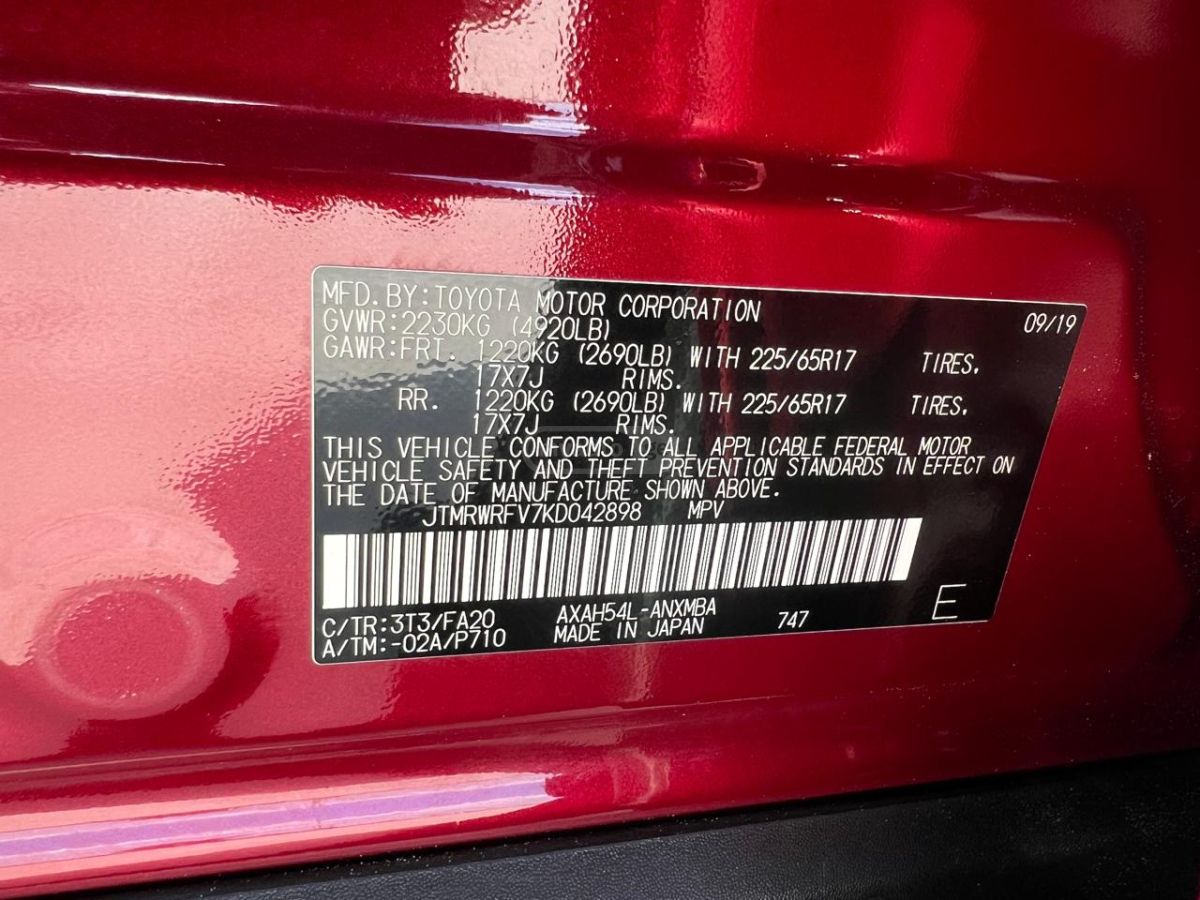 MFD. BY: TOYOTA MOTOR CORPORATION 09/19
GVWR: 2230KG (4920LB)
GAWR: FRT. 1220KG (2690LB) WITH 225/65R17 TIRES.
17X7J RIMS.
RR. 1220KG (2690LB) WITH 225/65R17 TIRES.
17X7J RIMS.
THIS VEHICLE CONFORMS TO ALL APPLICABLE FEDERAL MOTOR
VEHICLE SAFETY AND THEFT PREVENTION STANDARDS IN EFFECT ON
THE DATE OF MANUFACTURE SHOWN ABOVE.
JTMRWRFV7KD042898 MPV
C/TR: 3T3/FA20 AXAH54L-ANXMBA 747 E
A/TM: -02A/P710 MADE IN JAPAN